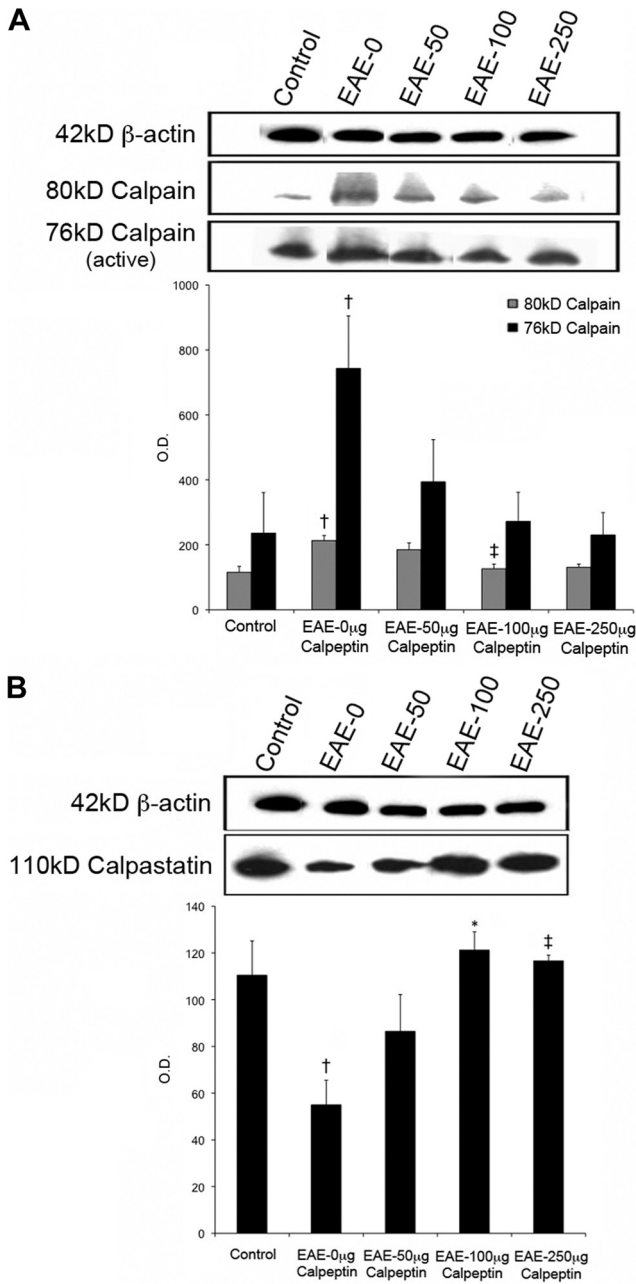 A
Control EAE-0 EAE-50 EAE-100 EAE-250
42kD β-actin
80kD Calpain
76kD Calpain
(active)
1000
800
600
400
200
0
O.D.
†
†
‡
80kD Calpain
76kD Calpain
Control EAE-0μg EAE-50μg EAE-100μg EAE-250μg
Calpeptin Calpeptin Calpeptin Calpeptin
B
Control EAE-0 EAE-50 EAE-100 EAE-250
42kD β-actin
110kD Calpastatin
140
120
100
80
60
40
20
0
O.D.
†
*
‡
Control EAE-0μg EAE-50μg EAE-100μg EAE-250μg
Calpeptin Calpeptin Calpeptin Calpeptin